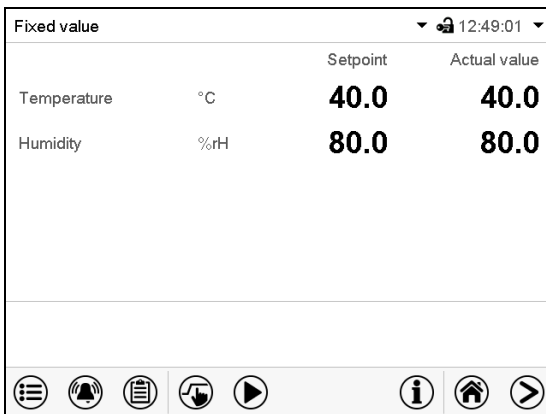 Fixed value 12:49:01
Setpoint Actual value
Temperature °C 40.0 40.0
Humidity %rH 80.0 80.0